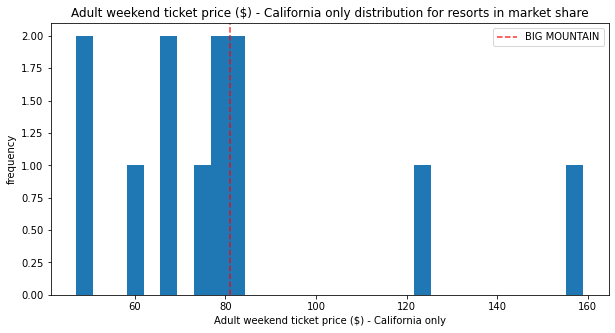 Adult weekend ticket price ($) - California only distribution for resorts in market share
BIG MOUNTAIN
2.00
1.75
1.50
1.25
1.00
0.75
0.50
0.25
0.00
frequency
60 80 100 120 140 160
Adult weekend ticket price ($) - California only